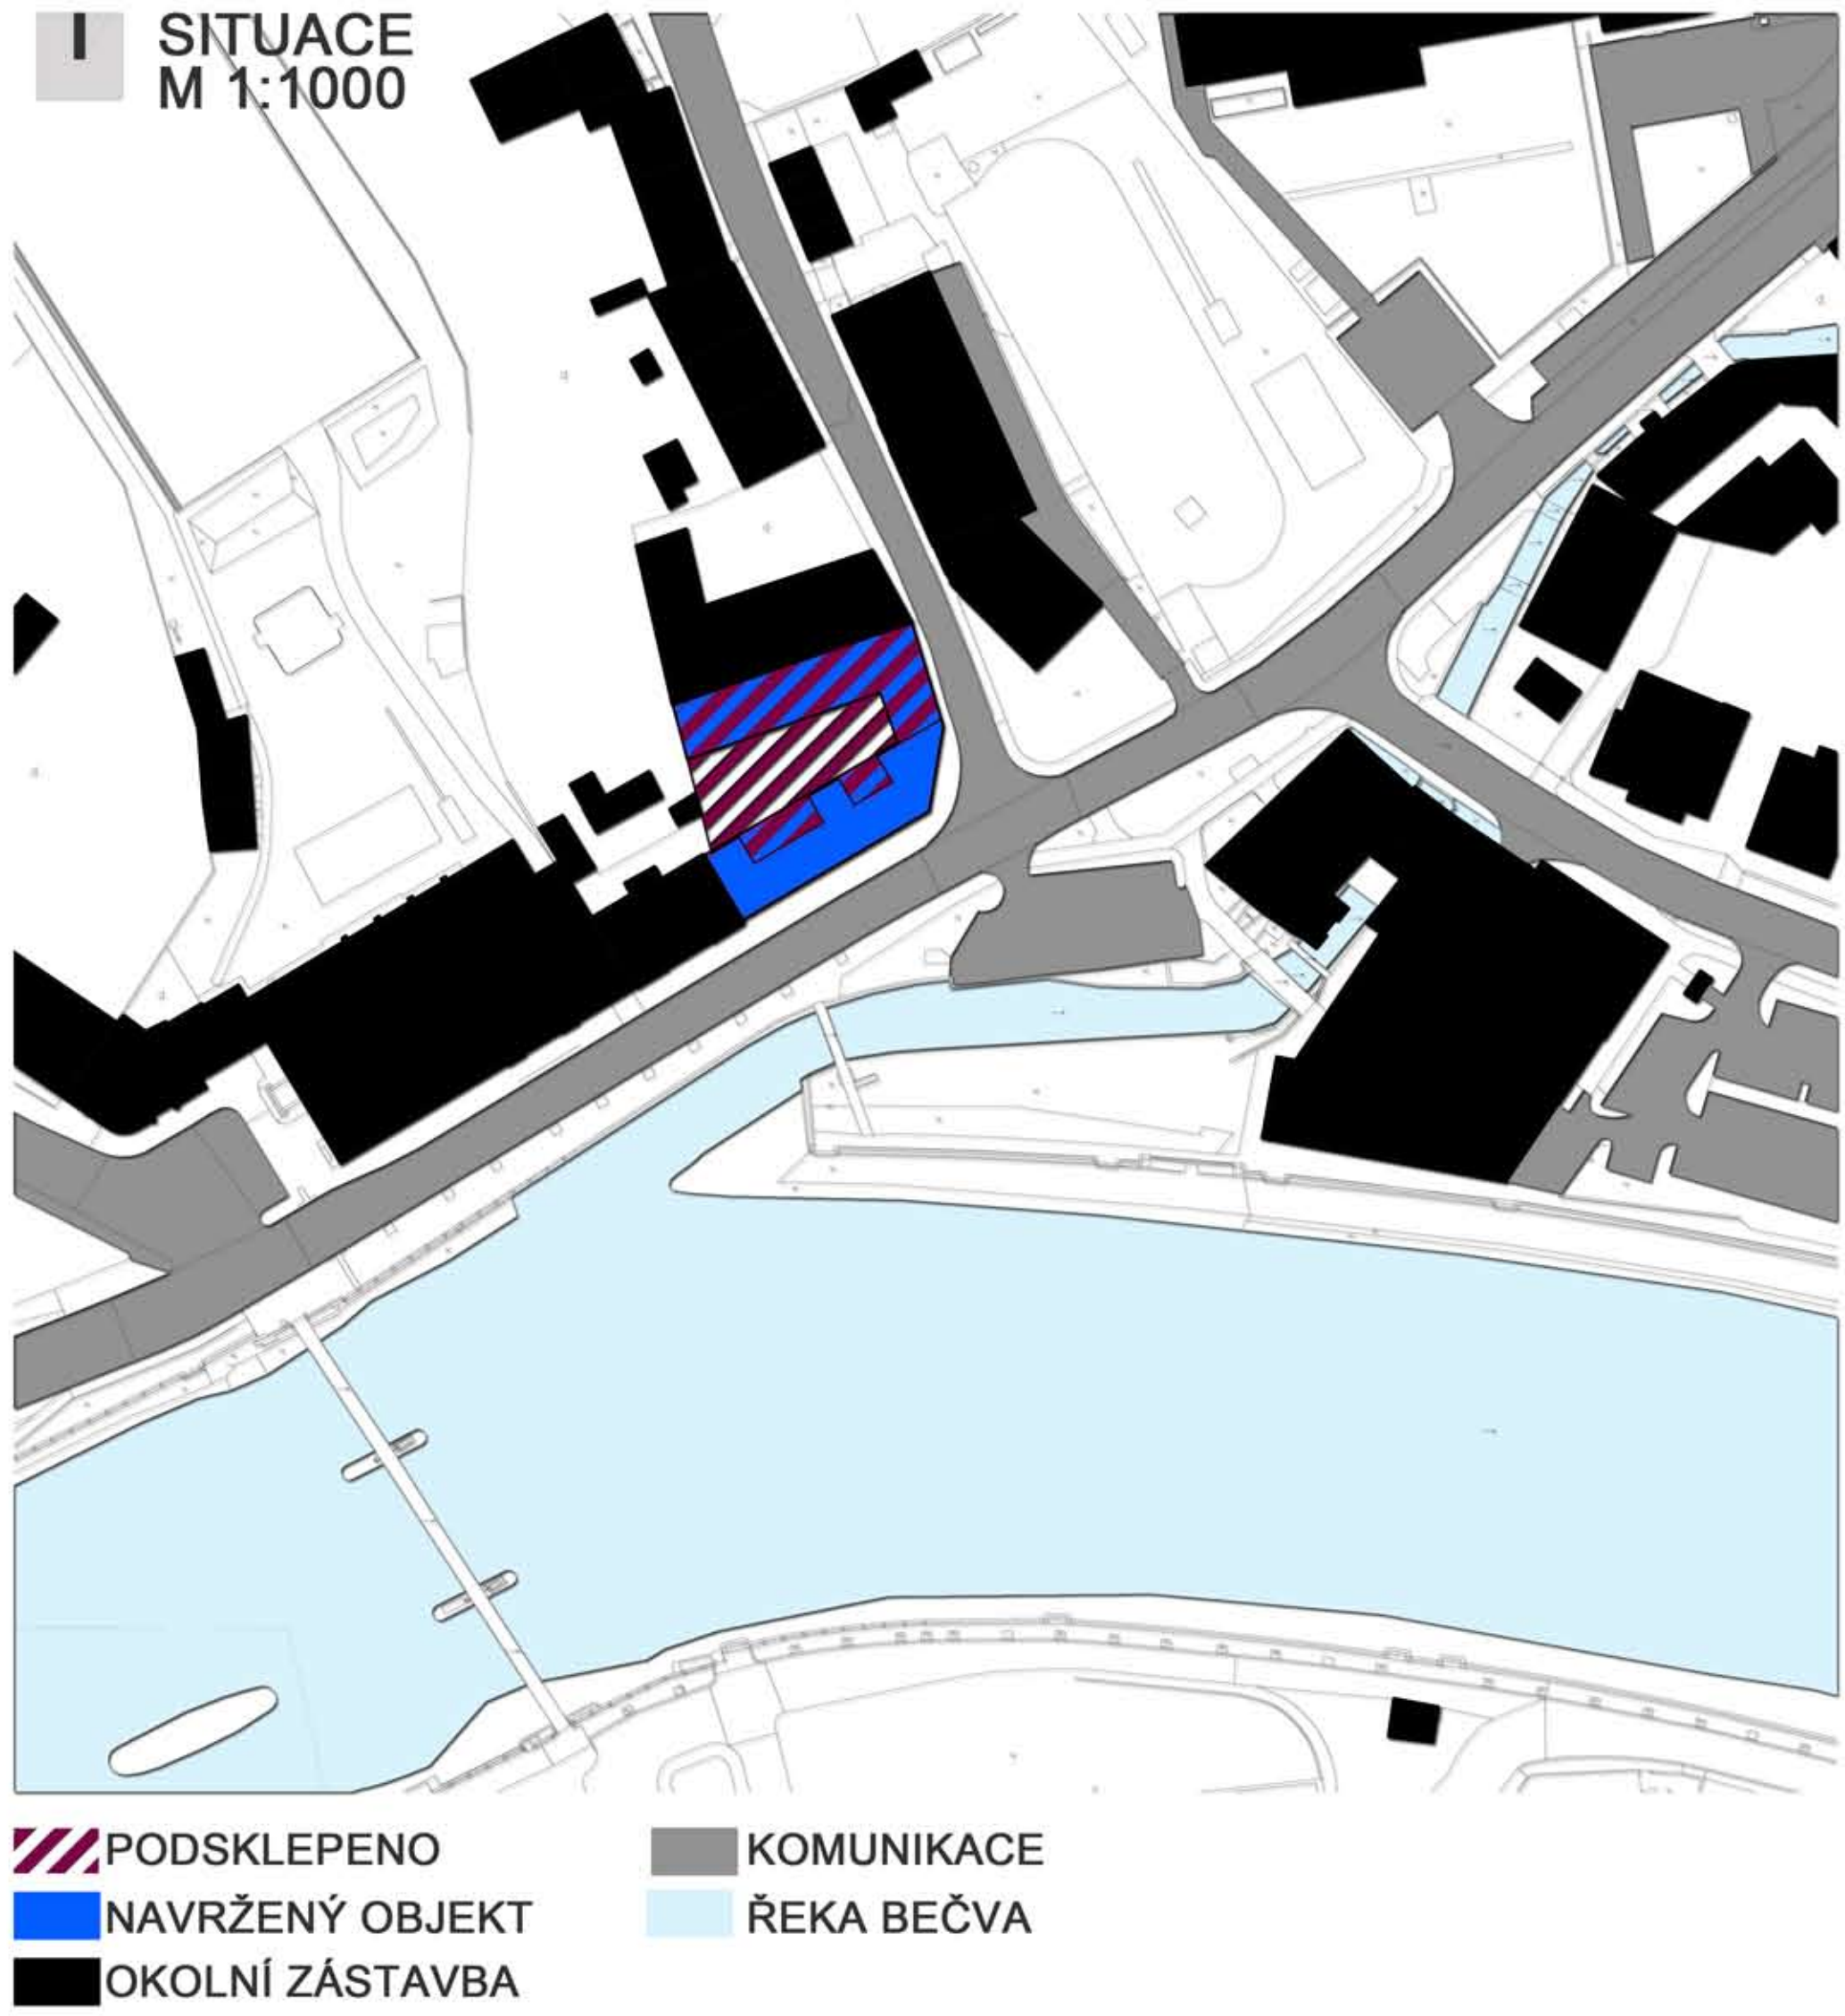 SITUACE
M 1:1000
PODSKLEPENO
NAVRŽENÝ OBJEKT
OKOLNÍ ZÁSTAVBA
KOMUNIKACE
ŘEKA BEČVA